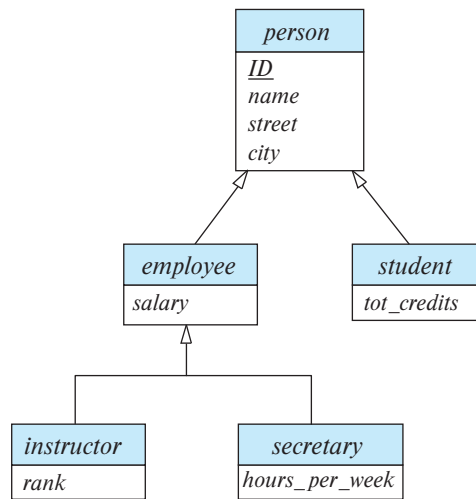 person
ID
name
street
city
employee
salary
student
tot_credits
instructor
rank
secretary
hours_per_week